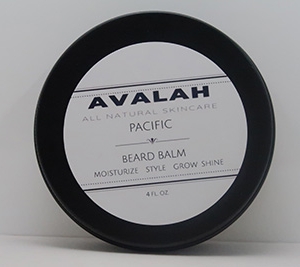 AVALAH
ALL NATURAL SKINCARE
PACIFIC
BEARD BALM
MOISTURIZE STYLE GROW SHINE
4 FL. OZ.